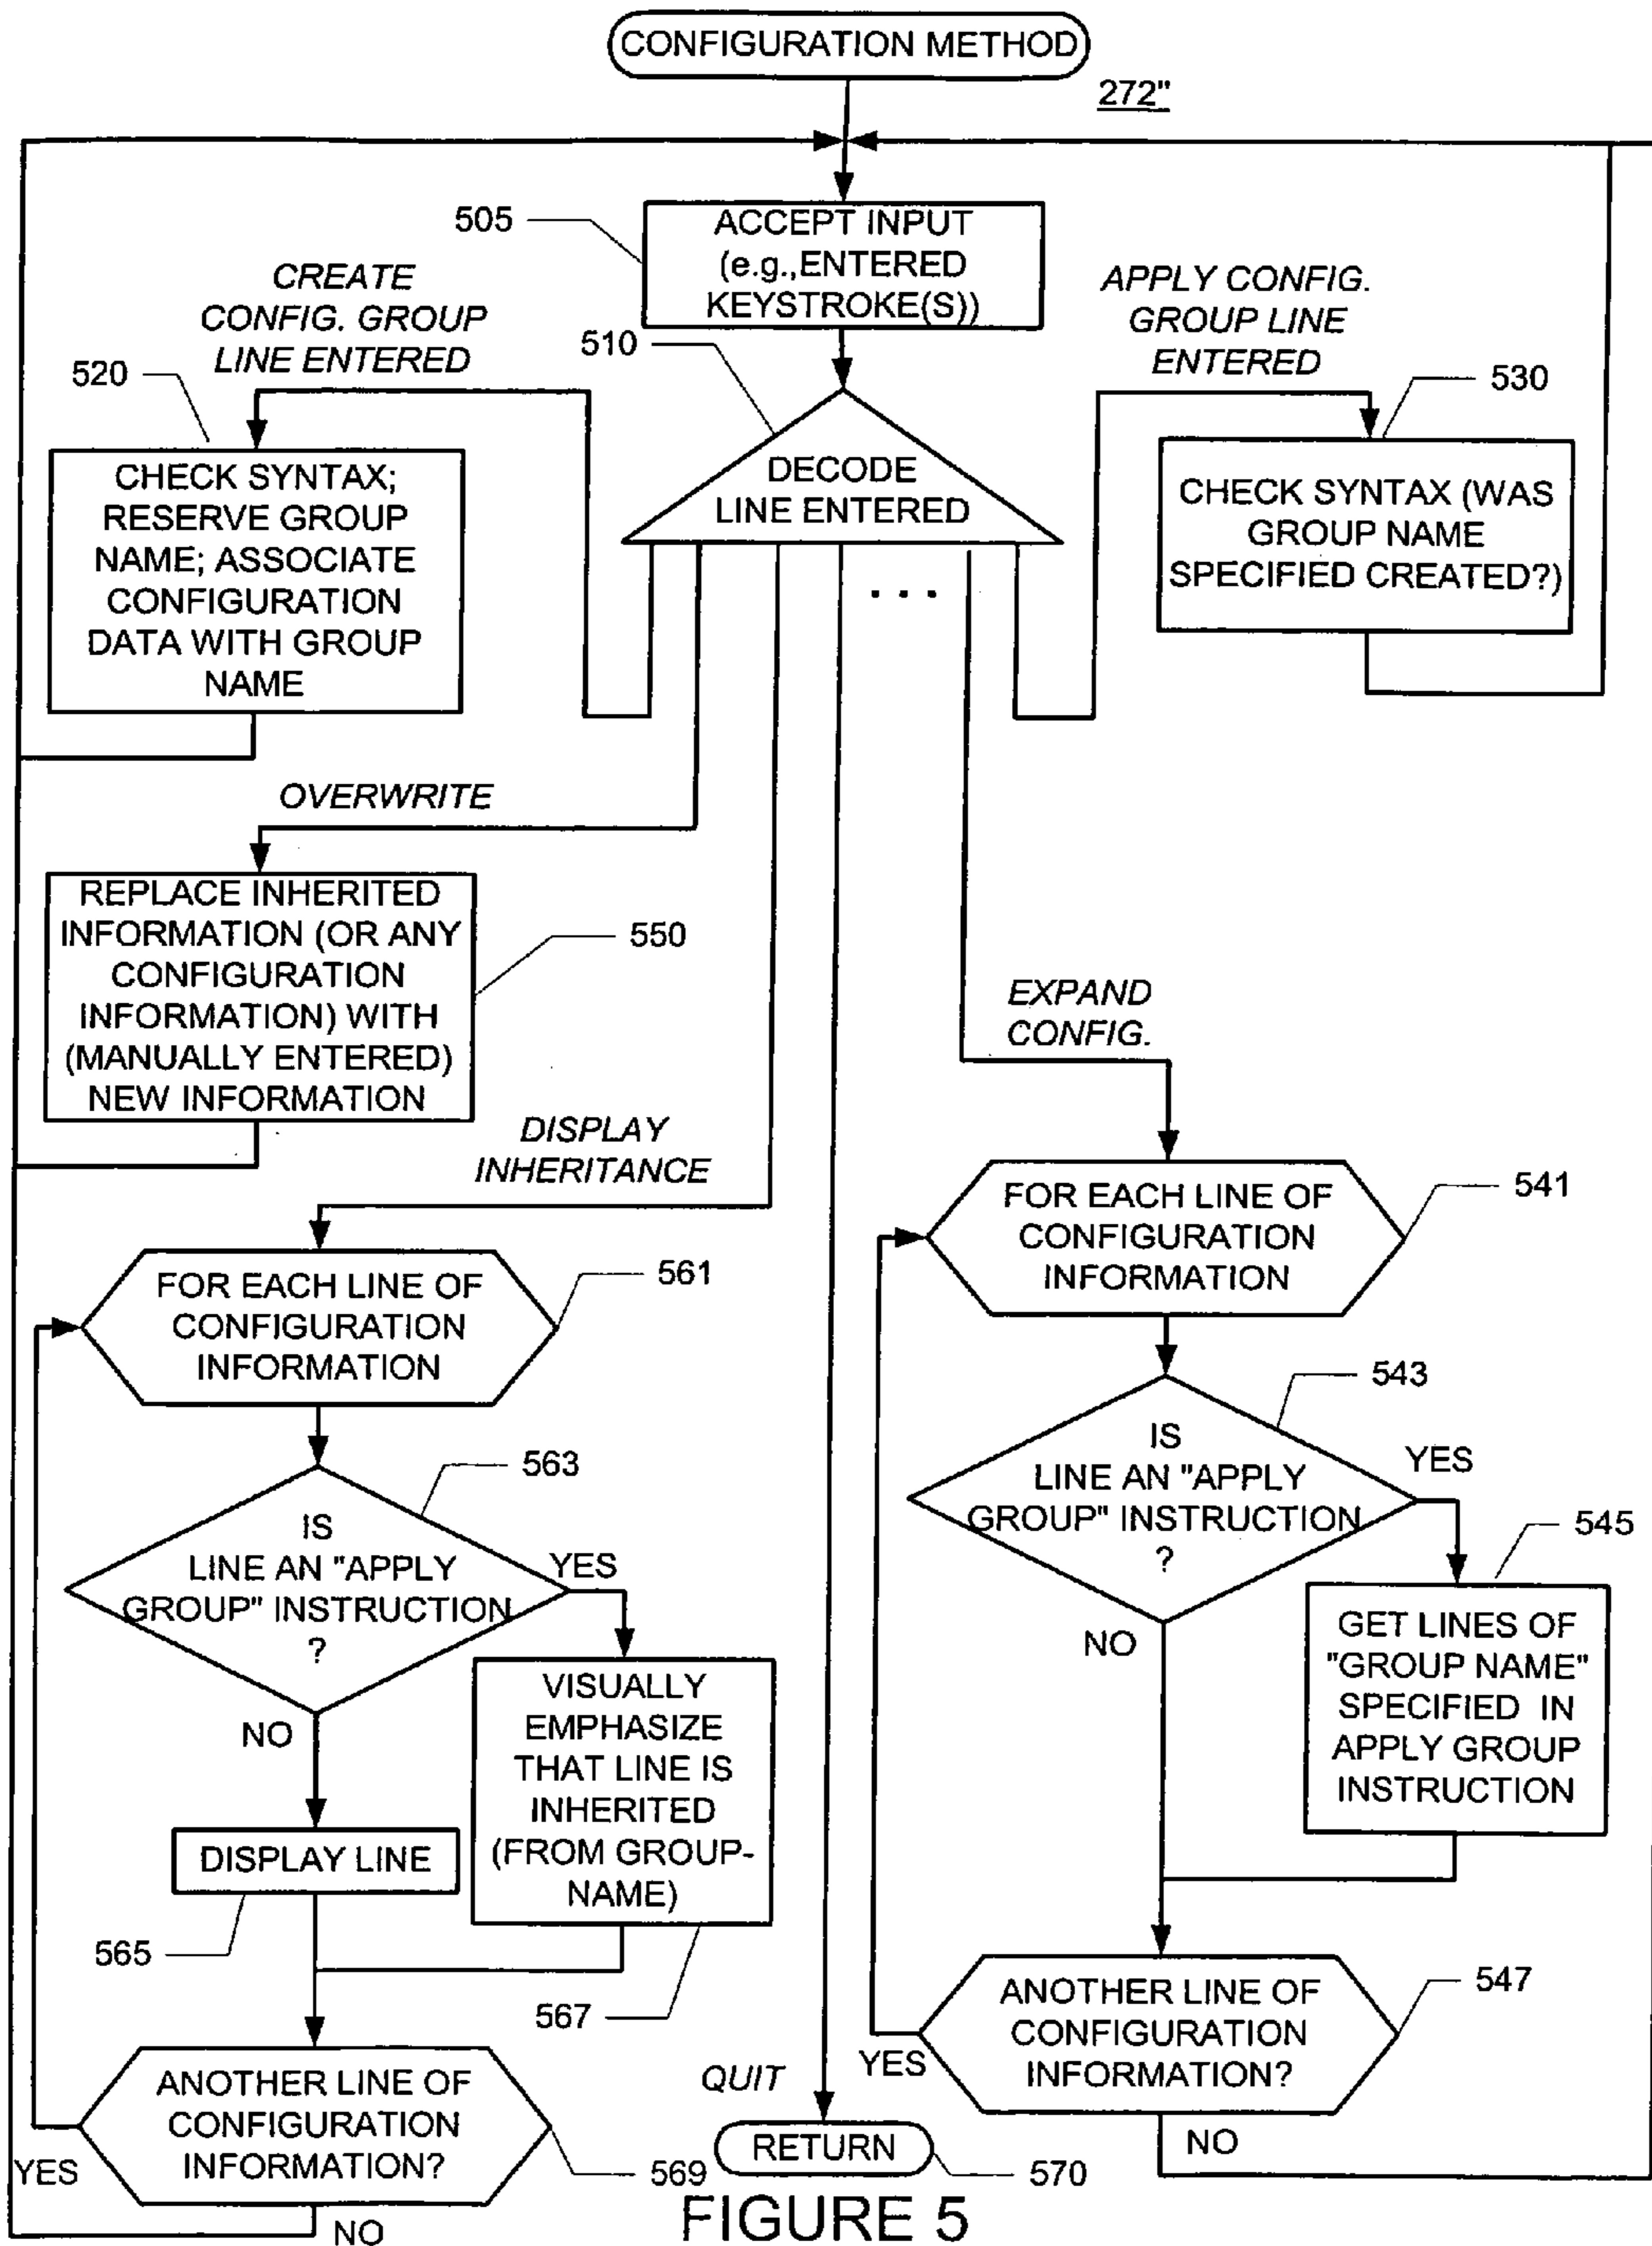 CONFIGURATION METHOD
272"
505
ACCEPT INPUT
(e.g.,ENTERED
KEYSTROKE(S))
CREATE
CONFIG. GROUP
LINE ENTERED
APPLY CONFIG.
GROUP LINE
ENTERED
510
520
530
DECODE
LINE ENTERED
CHECK SYNTAX;
RESERVE GROUP
NAME; ASSOCIATE
CONFIGURATION
DATA WITH GROUP
NAME
CHECK SYNTAX (WAS
GROUP NAME
SPECIFIED CREATED?)
...
OVERWRITE
REPLACE INHERITED
INFORMATION (OR ANY
CONFIGURATION
INFORMATION) WITH
(MANUALLY ENTERED)
NEW INFORMATION
550
EXPAND
CONFIG.
DISPLAY
INHERITANCE
FOR EACH LINE OF
CONFIGURATION
INFORMATION
541
FOR EACH LINE OF
CONFIGURATION
INFORMATION
561
543
IS
LINE AN "APPLY
GROUP" INSTRUCTION
?
YES
NO
545
GET LINES OF
"GROUP NAME"
SPECIFIED IN
APPLY GROUP
INSTRUCTION
563
IS
LINE AN "APPLY
GROUP" INSTRUCTION
?
YES
NO
VISUALLY
EMPHASIZE
THAT LINE IS
INHERITED
(FROM GROUP-
NAME)
DISPLAY LINE
565
567
ANOTHER LINE OF
CONFIGURATION
INFORMATION?
547
YES
NO
ANOTHER LINE OF
CONFIGURATION
INFORMATION?
YES
569
NO
QUIT
RETURN
570
FIGURE 5